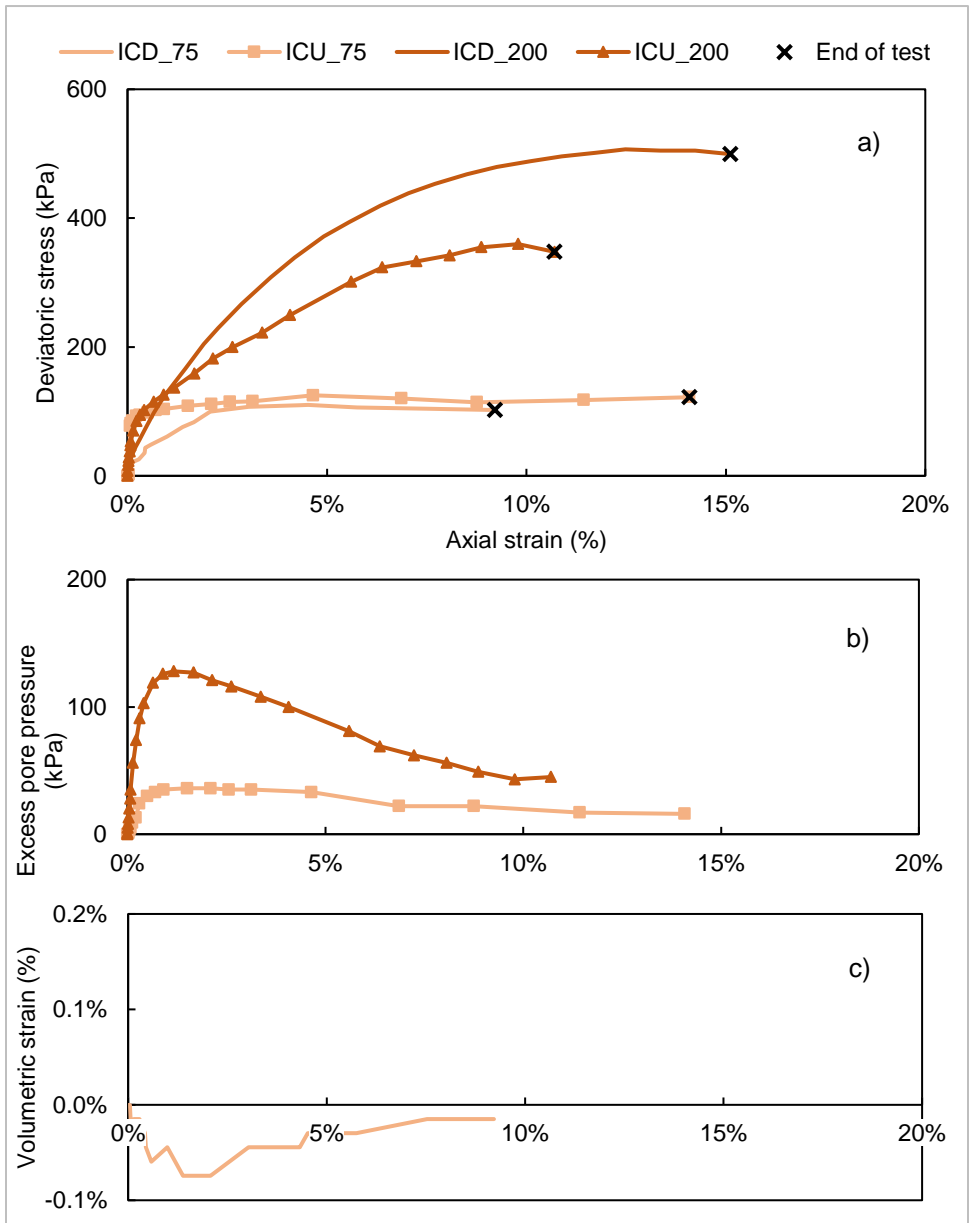 ICD_75 ICU_75 ICD_200 ICU_200 End of test
600
400
200
0
Deviatoric stress (kPa)
a)
0% 5% 10% 15% 20%
Axial strain (%)
200
100
0
Excess pore pressure
(kPa)
b)
0% 5% 10% 15% 20%
0.2%
0.1%
0.0%
-0.1%
Volumetric strain (%)
c)
0% 5% 10% 15% 20%